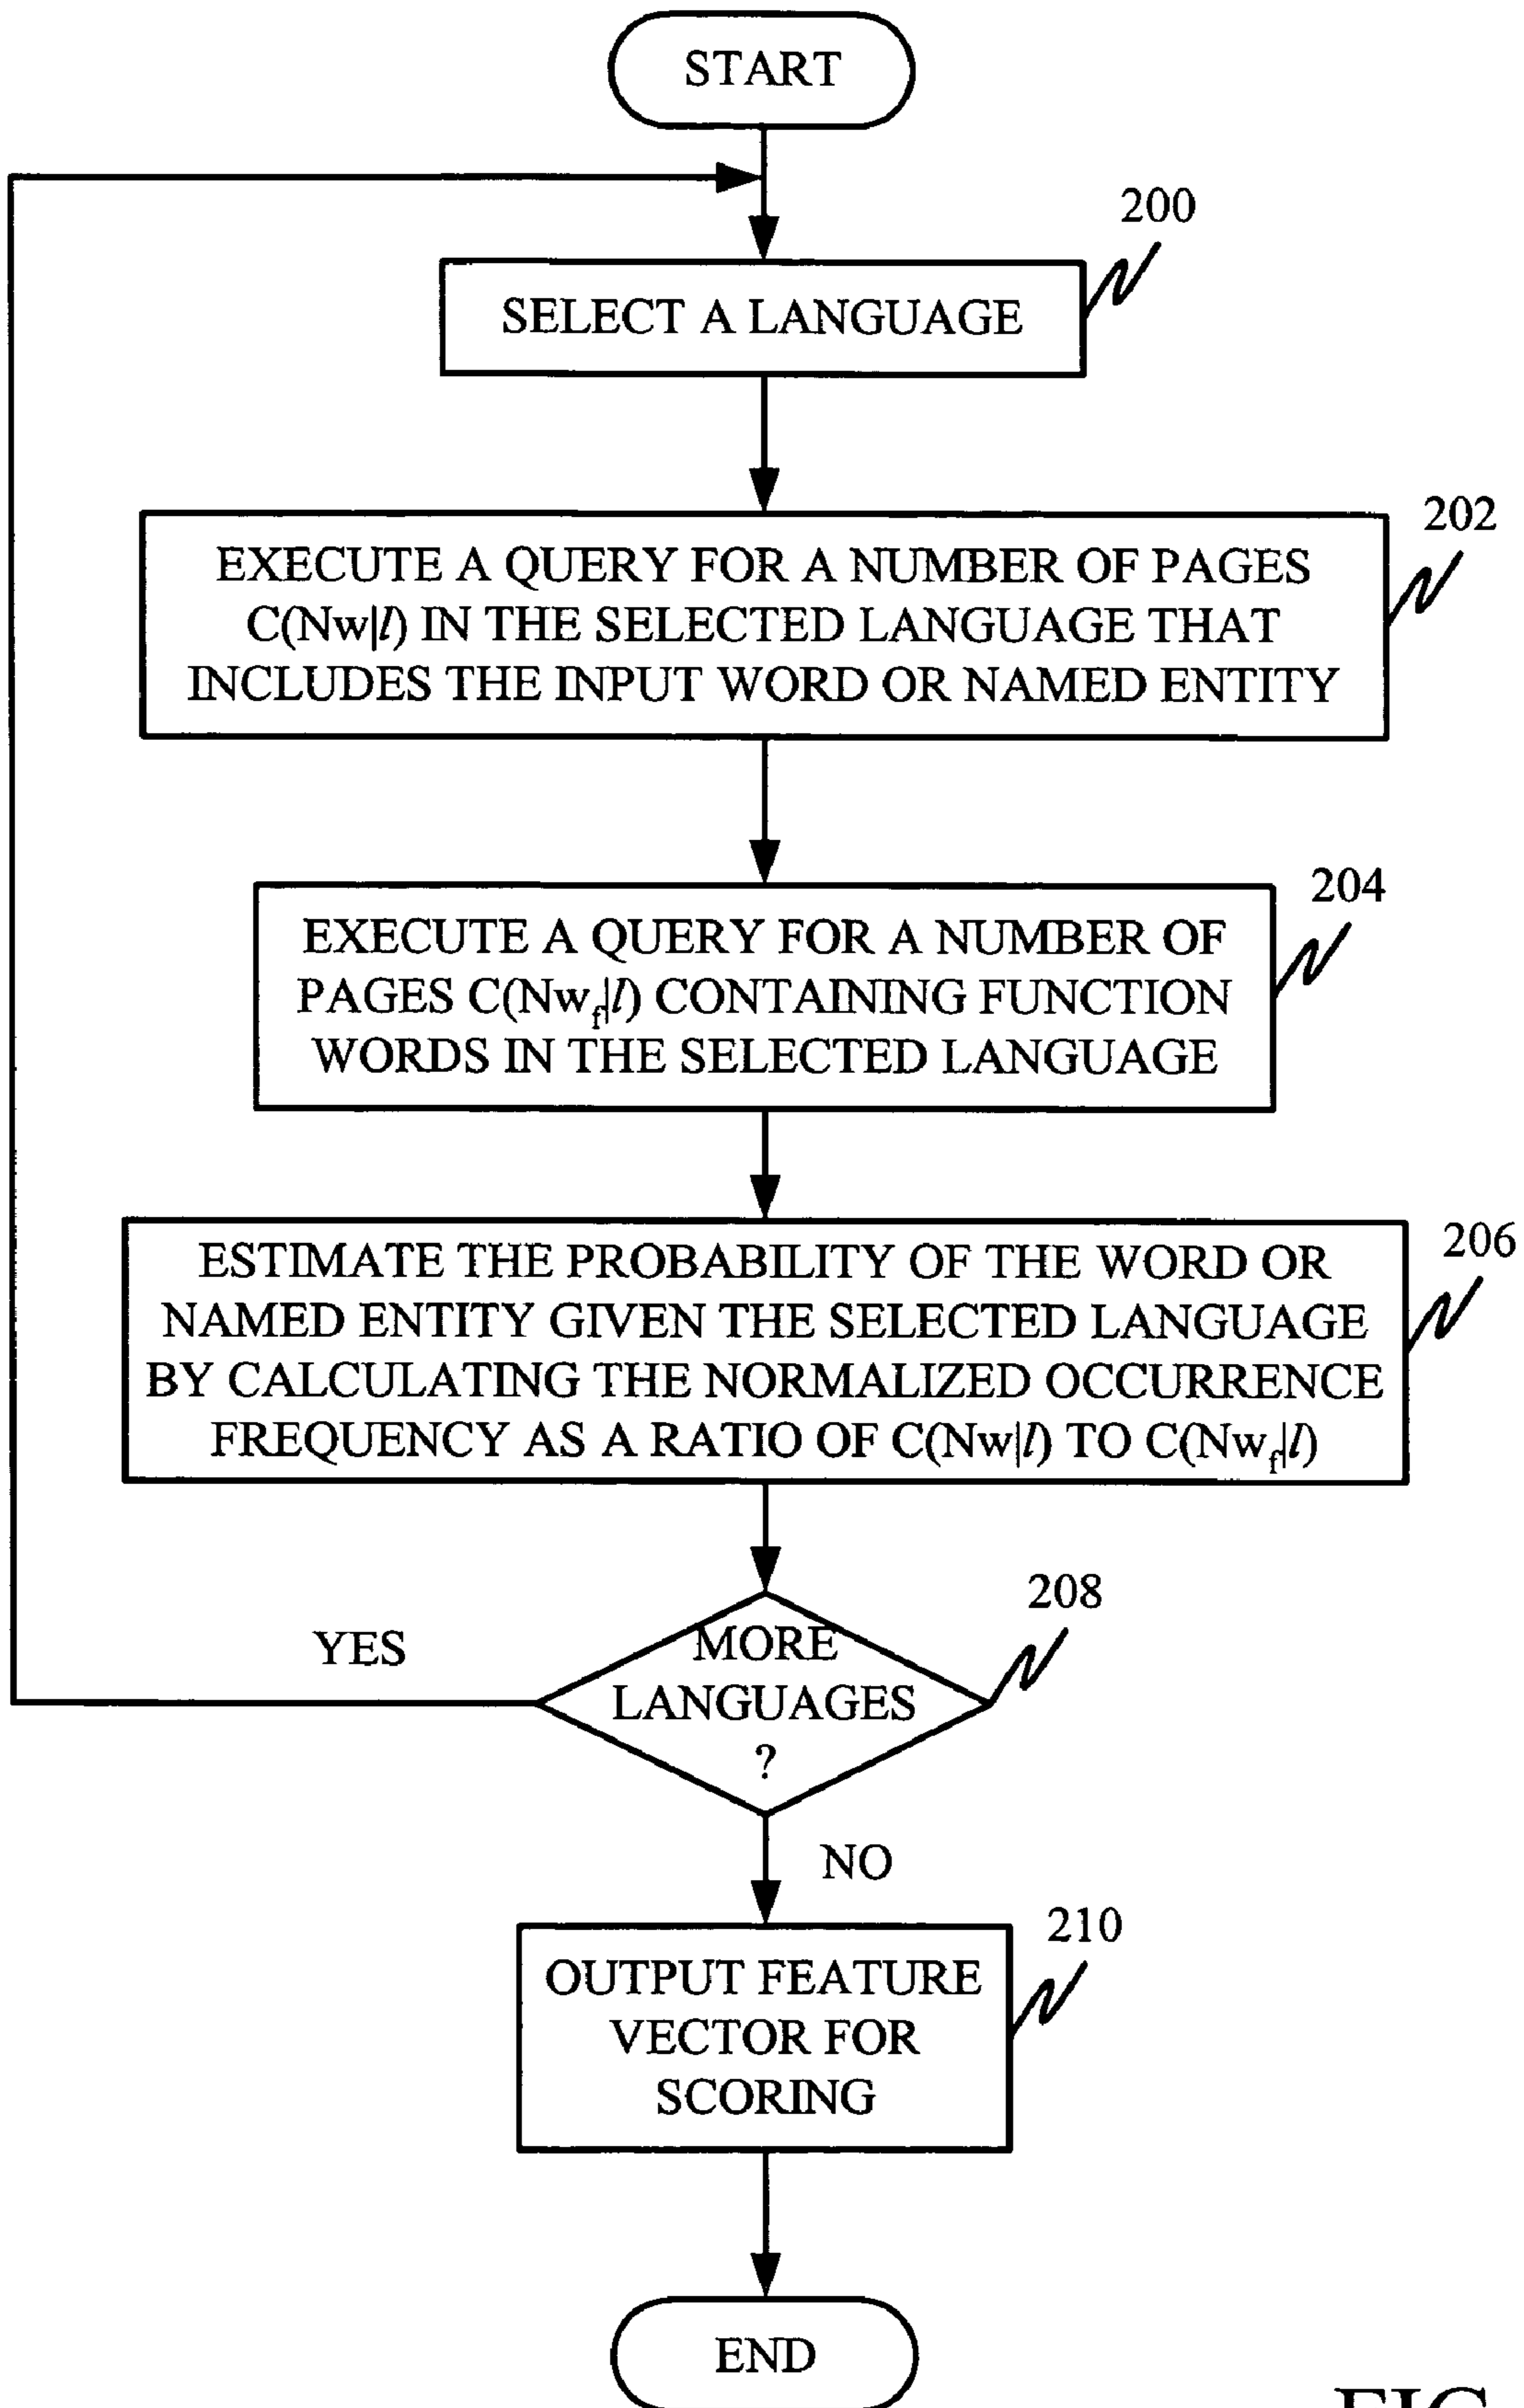 START
200
SELECT A LANGUAGE
202
EXECUTE A QUERY FOR A NUMBER OF PAGES
C(Nw|l) IN THE SELECTED LANGUAGE THAT
INCLUDES THE INPUT WORD OR NAMED ENTITY
204
EXECUTE A QUERY FOR A NUMBER OF
PAGES C(Nw_f|l) CONTAINING FUNCTION
WORDS IN THE SELECTED LANGUAGE
206
ESTIMATE THE PROBABILITY OF THE WORD OR
NAMED ENTITY GIVEN THE SELECTED LANGUAGE
BY CALCULATING THE NORMALIZED OCCURRENCE
FREQUENCY AS A RATIO OF C(Nw|l) TO C(Nw_f|l)
208
YES
MORE
LANGUAGES
?
NO
210
OUTPUT FEATURE
VECTOR FOR
SCORING
END